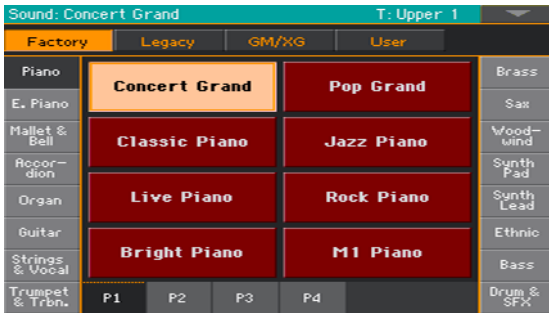 Sound: Concert Grand T: Upper 1
Factory Legacy GM/XG User
Piano
E. Piano
Mallet &
Bell
Accor-
dion
Organ
Guitar
Strings
& Vocal
Trumpet
& Trbn.
Concert Grand Pop Grand
Classic Piano Jazz Piano
Live Piano Rock Piano
Bright Piano M1 Piano
P1 P2 P3 P4
Brass
Sax
Wood-
wind
Synth
Pad
Synth
Lead
Ethnic
Bass
Drum &
SFX